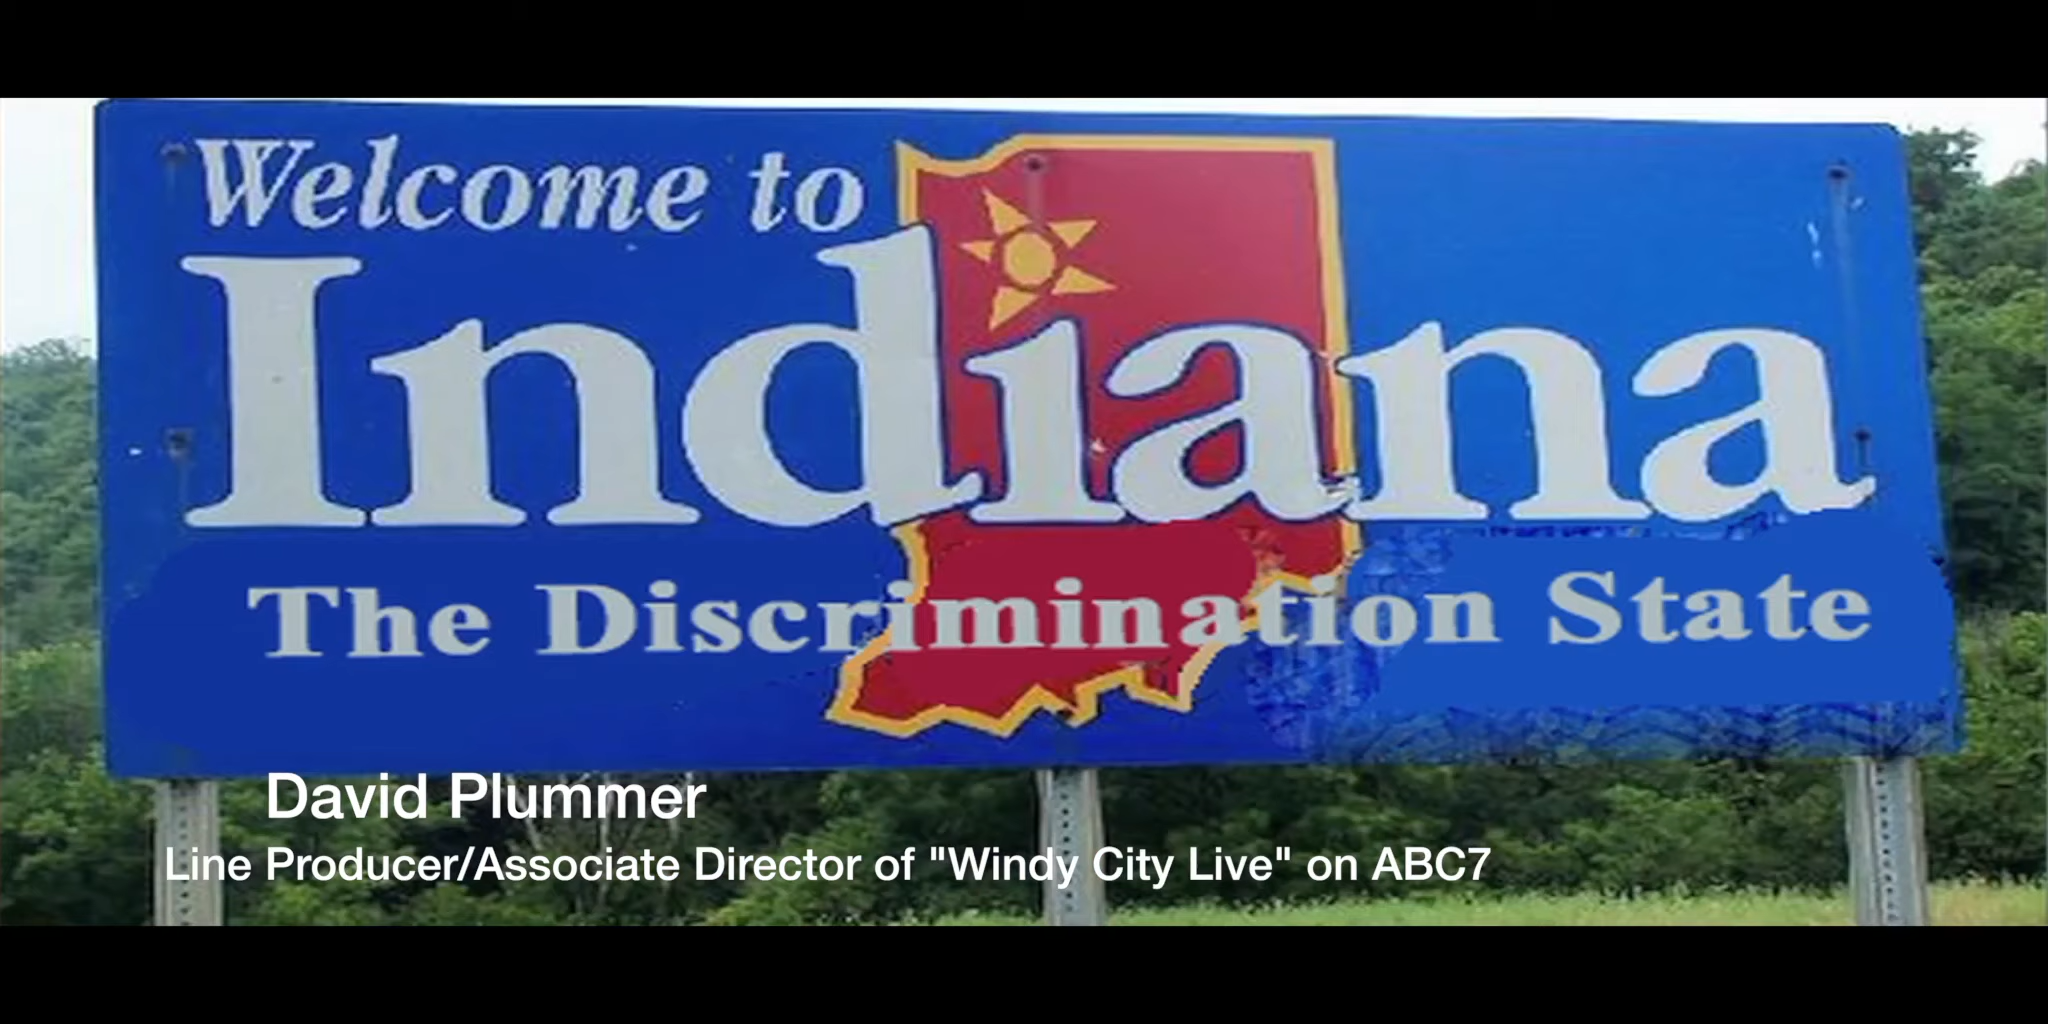 Welcome to
Indiana
The Discrimination State
David Plummer
Line Producer/Associate Director of "Windy City Live" on ABC7